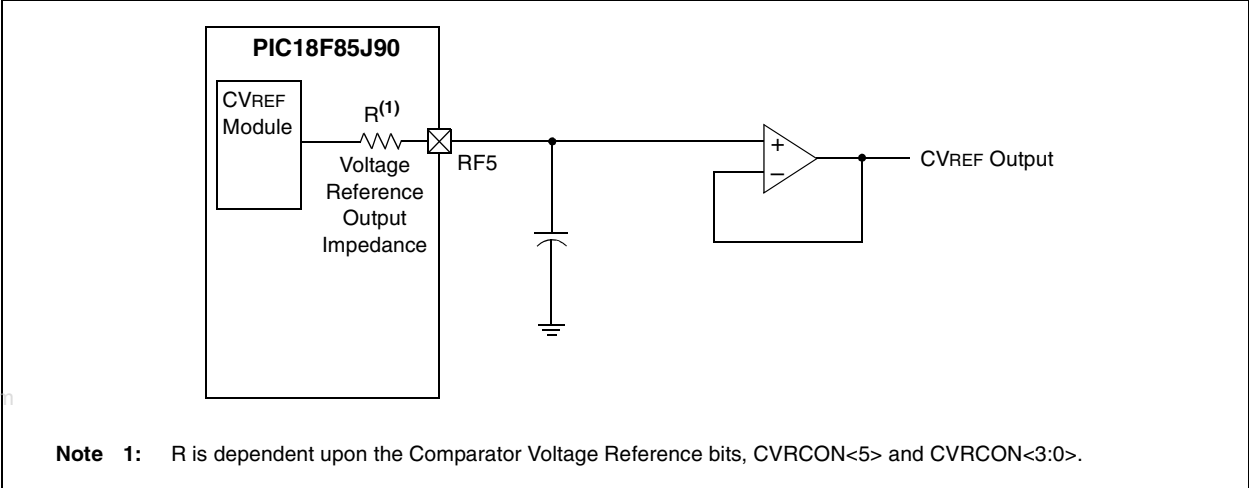 PIC18F85J90
CVREF
Module
R(1)
Voltage
Reference
Output
Impedance
RF5
+
–
CVREF Output
n
Note 1: R is dependent upon the Comparator Voltage Reference bits, CVRCON<5> and CVRCON<3:0>.